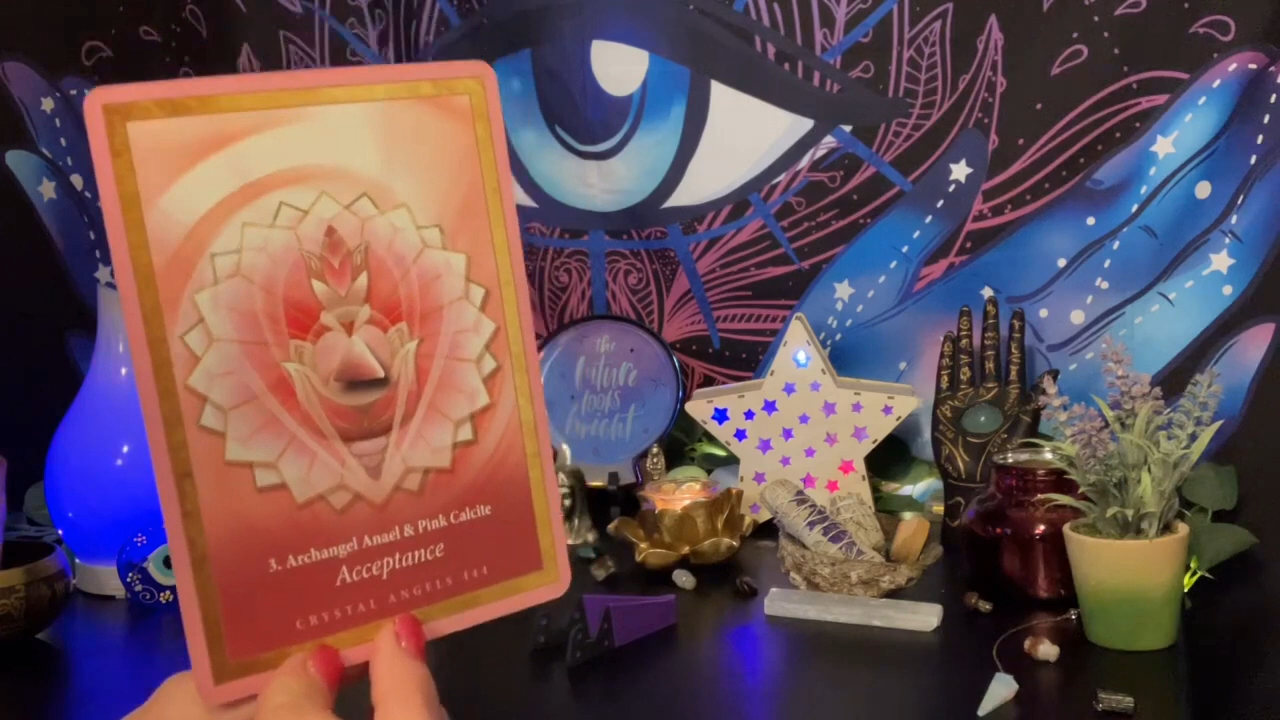 3. Archangel Anael & Pink Calcite
Acceptance
CRYSTAL ANGELS 444
the
future
looks
bright